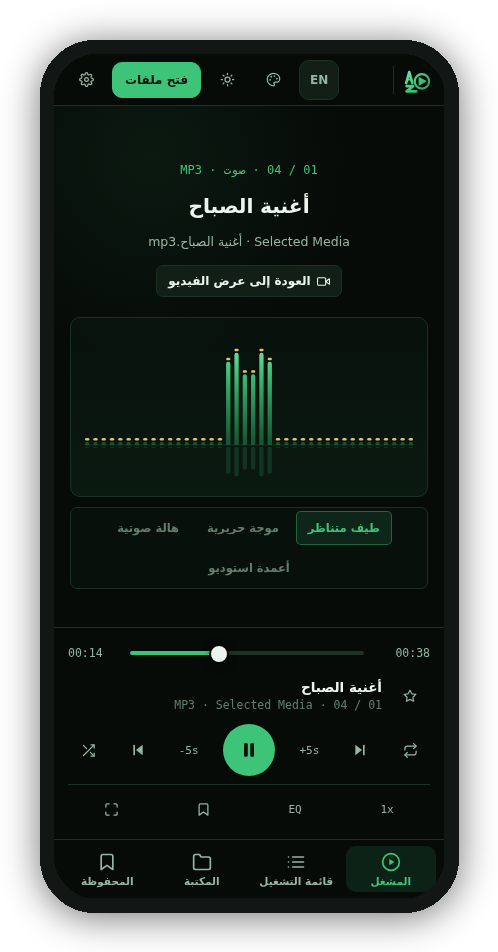 EN
فتح ملفات
01 / 04 · صوت · MP3
أغنية الصباح
Selected Media · أغنية الصباح.mp3
العودة إلى عرض الفيديو
طيف متناظر
موجة حريرية
هالة صوتية
أعمدة استوديو
00:14
00:38
أغنية الصباح
MP3 · Selected Media · 04 / 01
-5s
+5s
EQ
1x
المشغل
قائمة التشغيل
المكتبة
المحفوظة